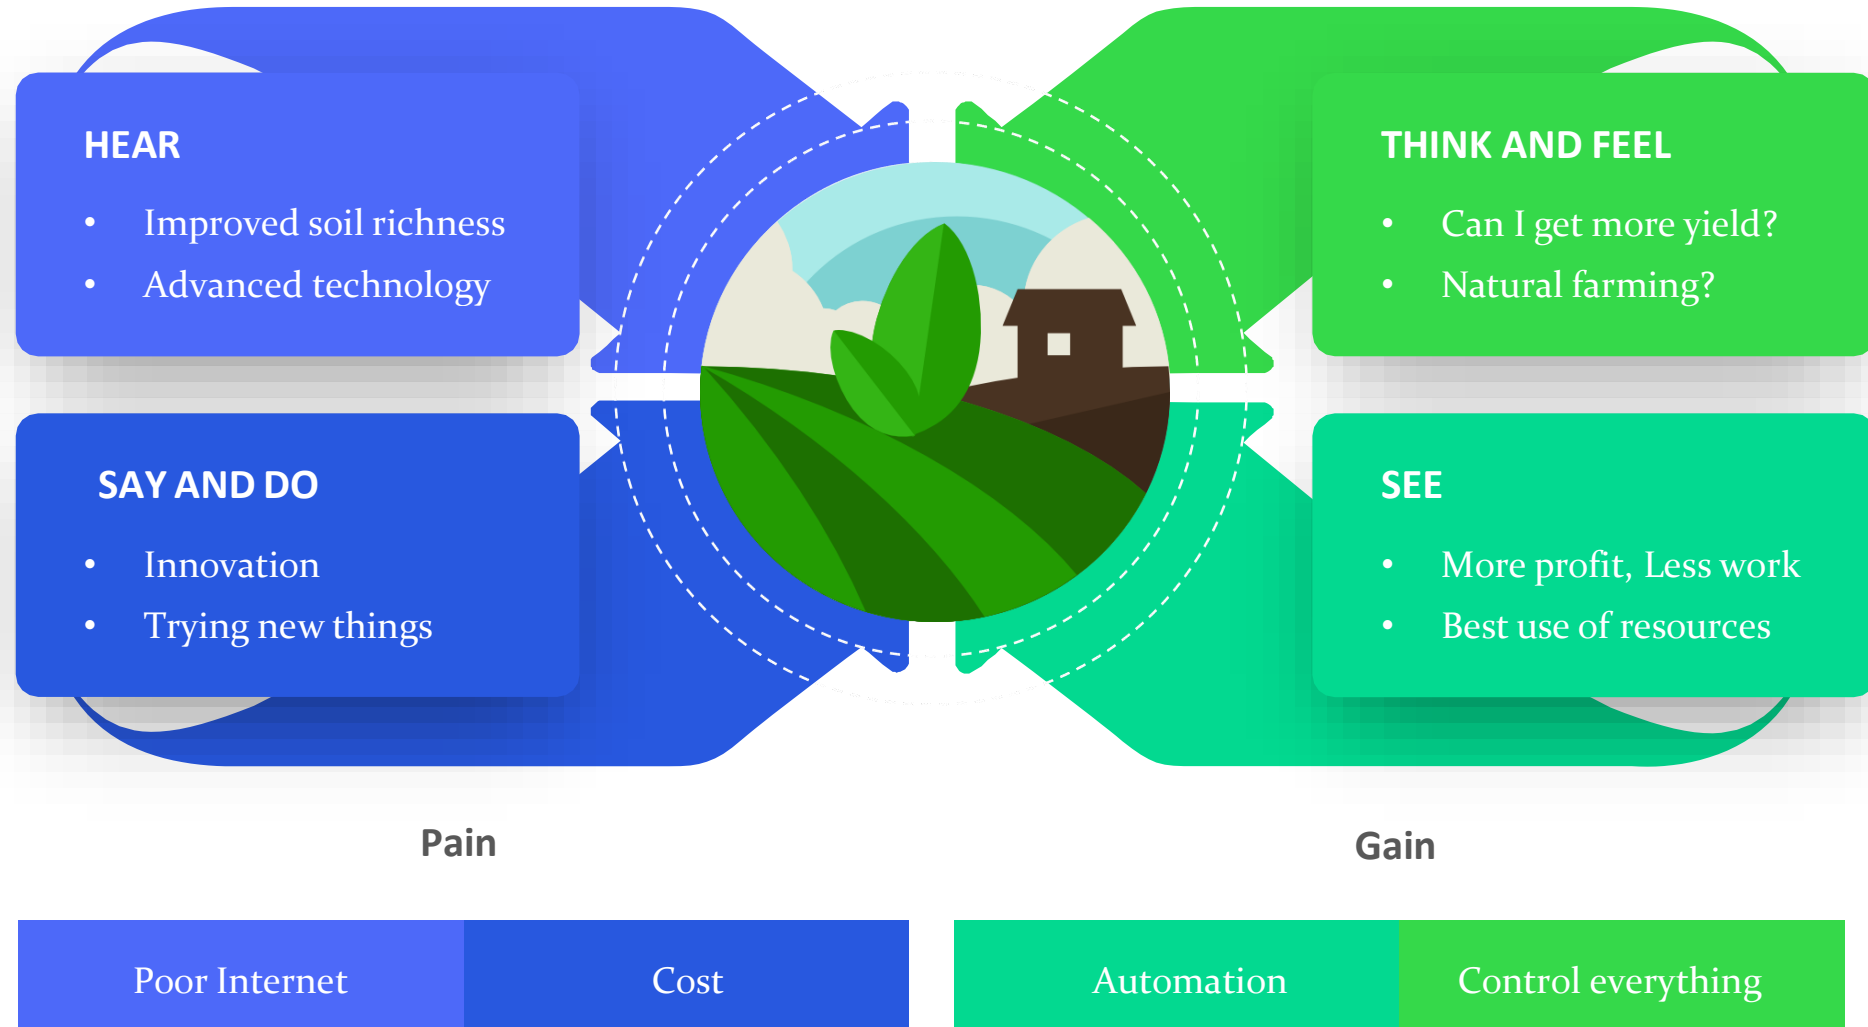 HEAR
• Improved soil richness
• Advanced technology
THINK AND FEEL
• Can I get more yield?
• Natural farming?
SAY AND DO
• Innovation
• Trying new things
SEE
• More profit, Less work
• Best use of resources
Pain
Gain
Poor Internet
Cost
Automation
Control everything